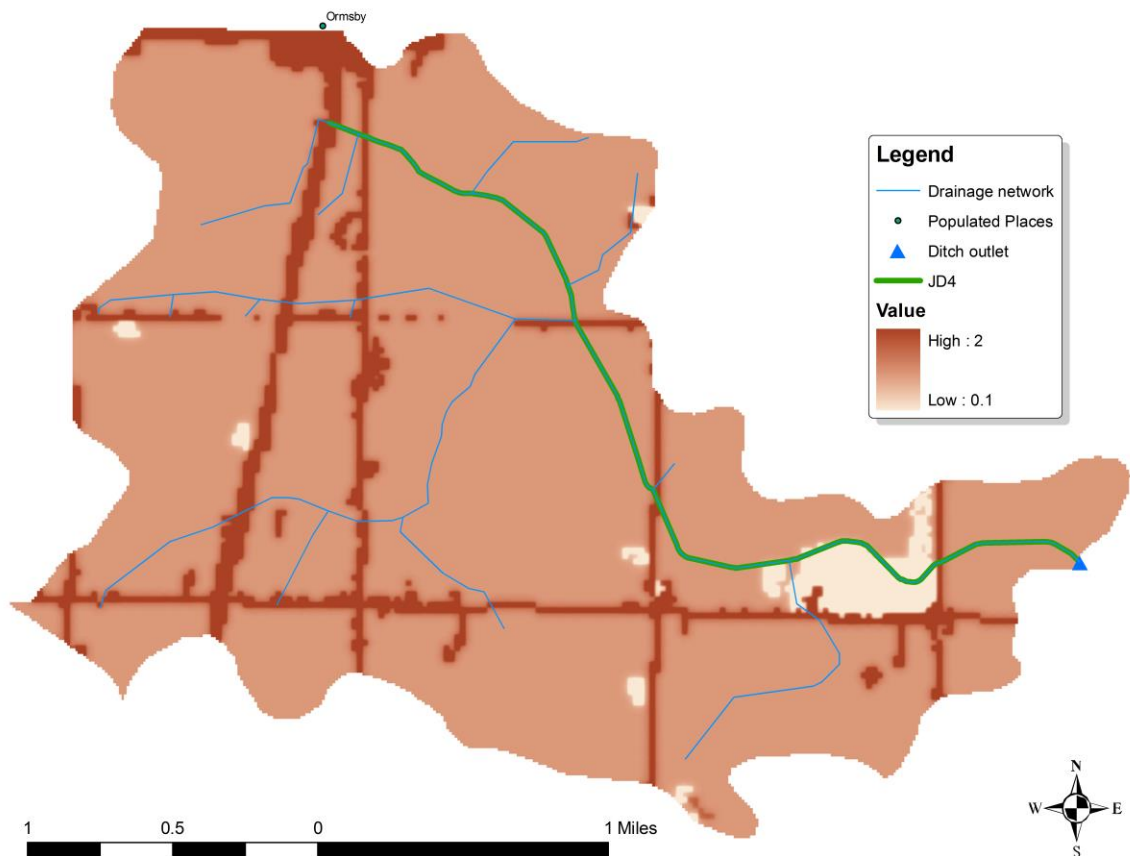 Ormsby
Legend
Drainage network
Populated Places
Ditch outlet
JD4
Value
High : 2
Low : 0.1
N
W E
S
1 0.5 0 1 Miles